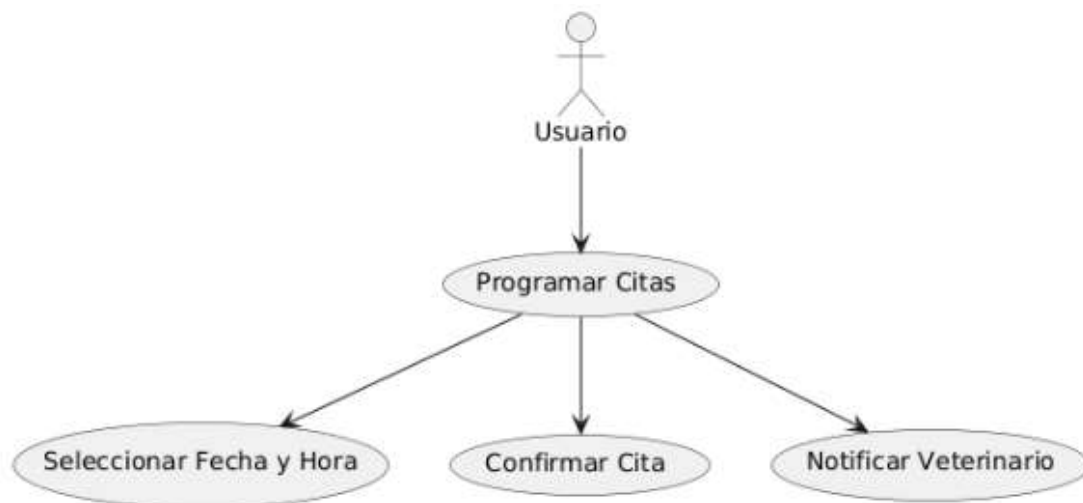 Usuario
Programar Citas
Seleccionar Fecha y Hora
Confirmar Cita
Notificar Veterinario